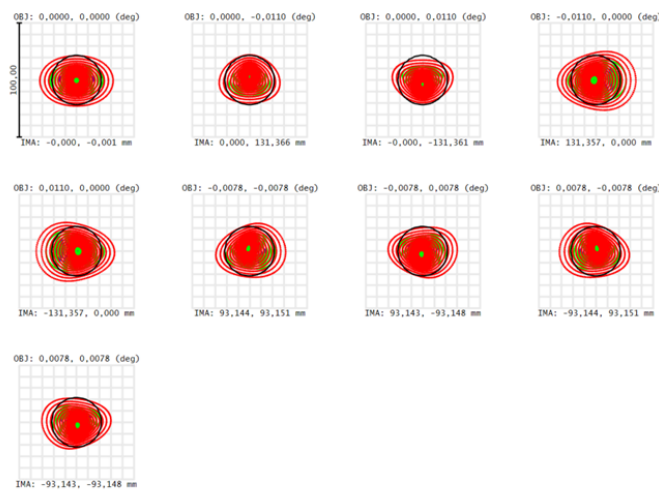 OBJ: 0,0000, 0,0000 (deg)
OBJ: 0,0000, -0,0110 (deg)
OBJ: 0,0000, 0,0110 (deg)
OBJ: -0,0110, 0,0000 (deg)
100,00
IMA: -0,000, -0,001 mm
IMA: 0,000, 131,366 mm
IMA: -0,000, -131,361 mm
IMA: 131,357, 0,000 mm
OBJ: 0,0110, 0,0000 (deg)
OBJ: -0,0078, -0,0078 (deg)
OBJ: -0,0078, 0,0078 (deg)
OBJ: 0,0078, -0,0078 (deg)
IMA: -131,357, 0,000 mm
IMA: 93,144, 93,151 mm
IMA: 93,143, -93,148 mm
IMA: -93,144, 93,151 mm
OBJ: 0,0078, 0,0078 (deg)
IMA: -93,143, -93,148 mm